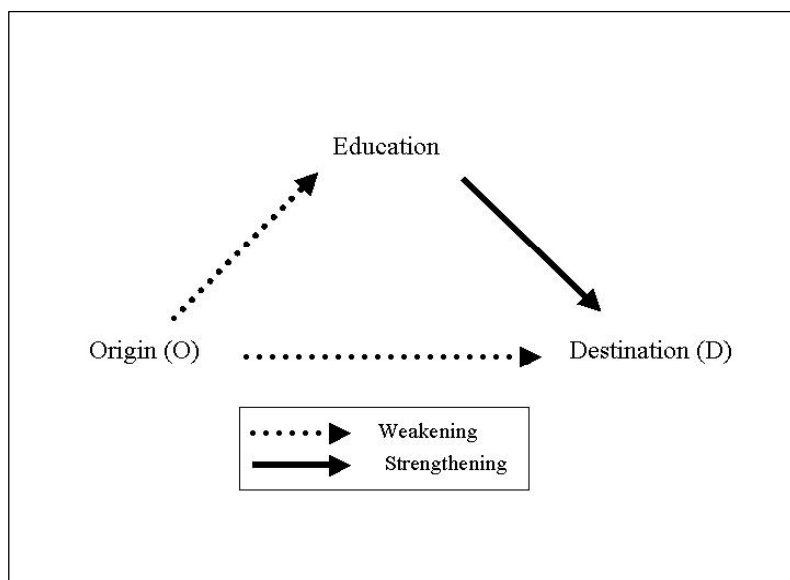 Education
Origin (O)
Destination (D)
Weakening
Strengthening